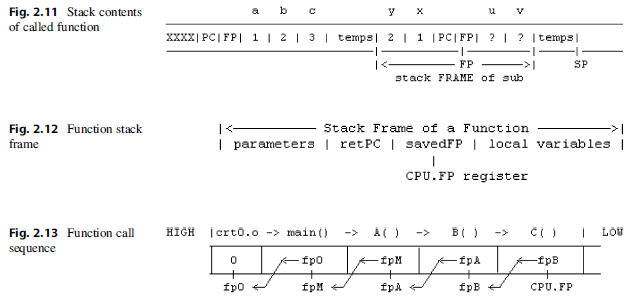 Fig. 2.11 Stack contents
of called function
a b c y x u v
XXXX|PC|FP| 1 | 2 | 3 | temps| 2 | 1 |PC|FP| ? | ? |temps|
|<------- FP ------>| SP
stack FRAME of sub
Fig. 2.12 Function stack
frame
|<-------- Stack Frame of a Function -------->|
| parameters | retPC | savedFP | local variables |
|
CPU.FP register
Fig. 2.13 Function call
sequence
HIGH |crt0.o -> main() -> A( ) -> B( ) -> C( ) | LOW
0 fp0 fpM fpA fpB
fp0 fpM fpA fpB CPU.FP